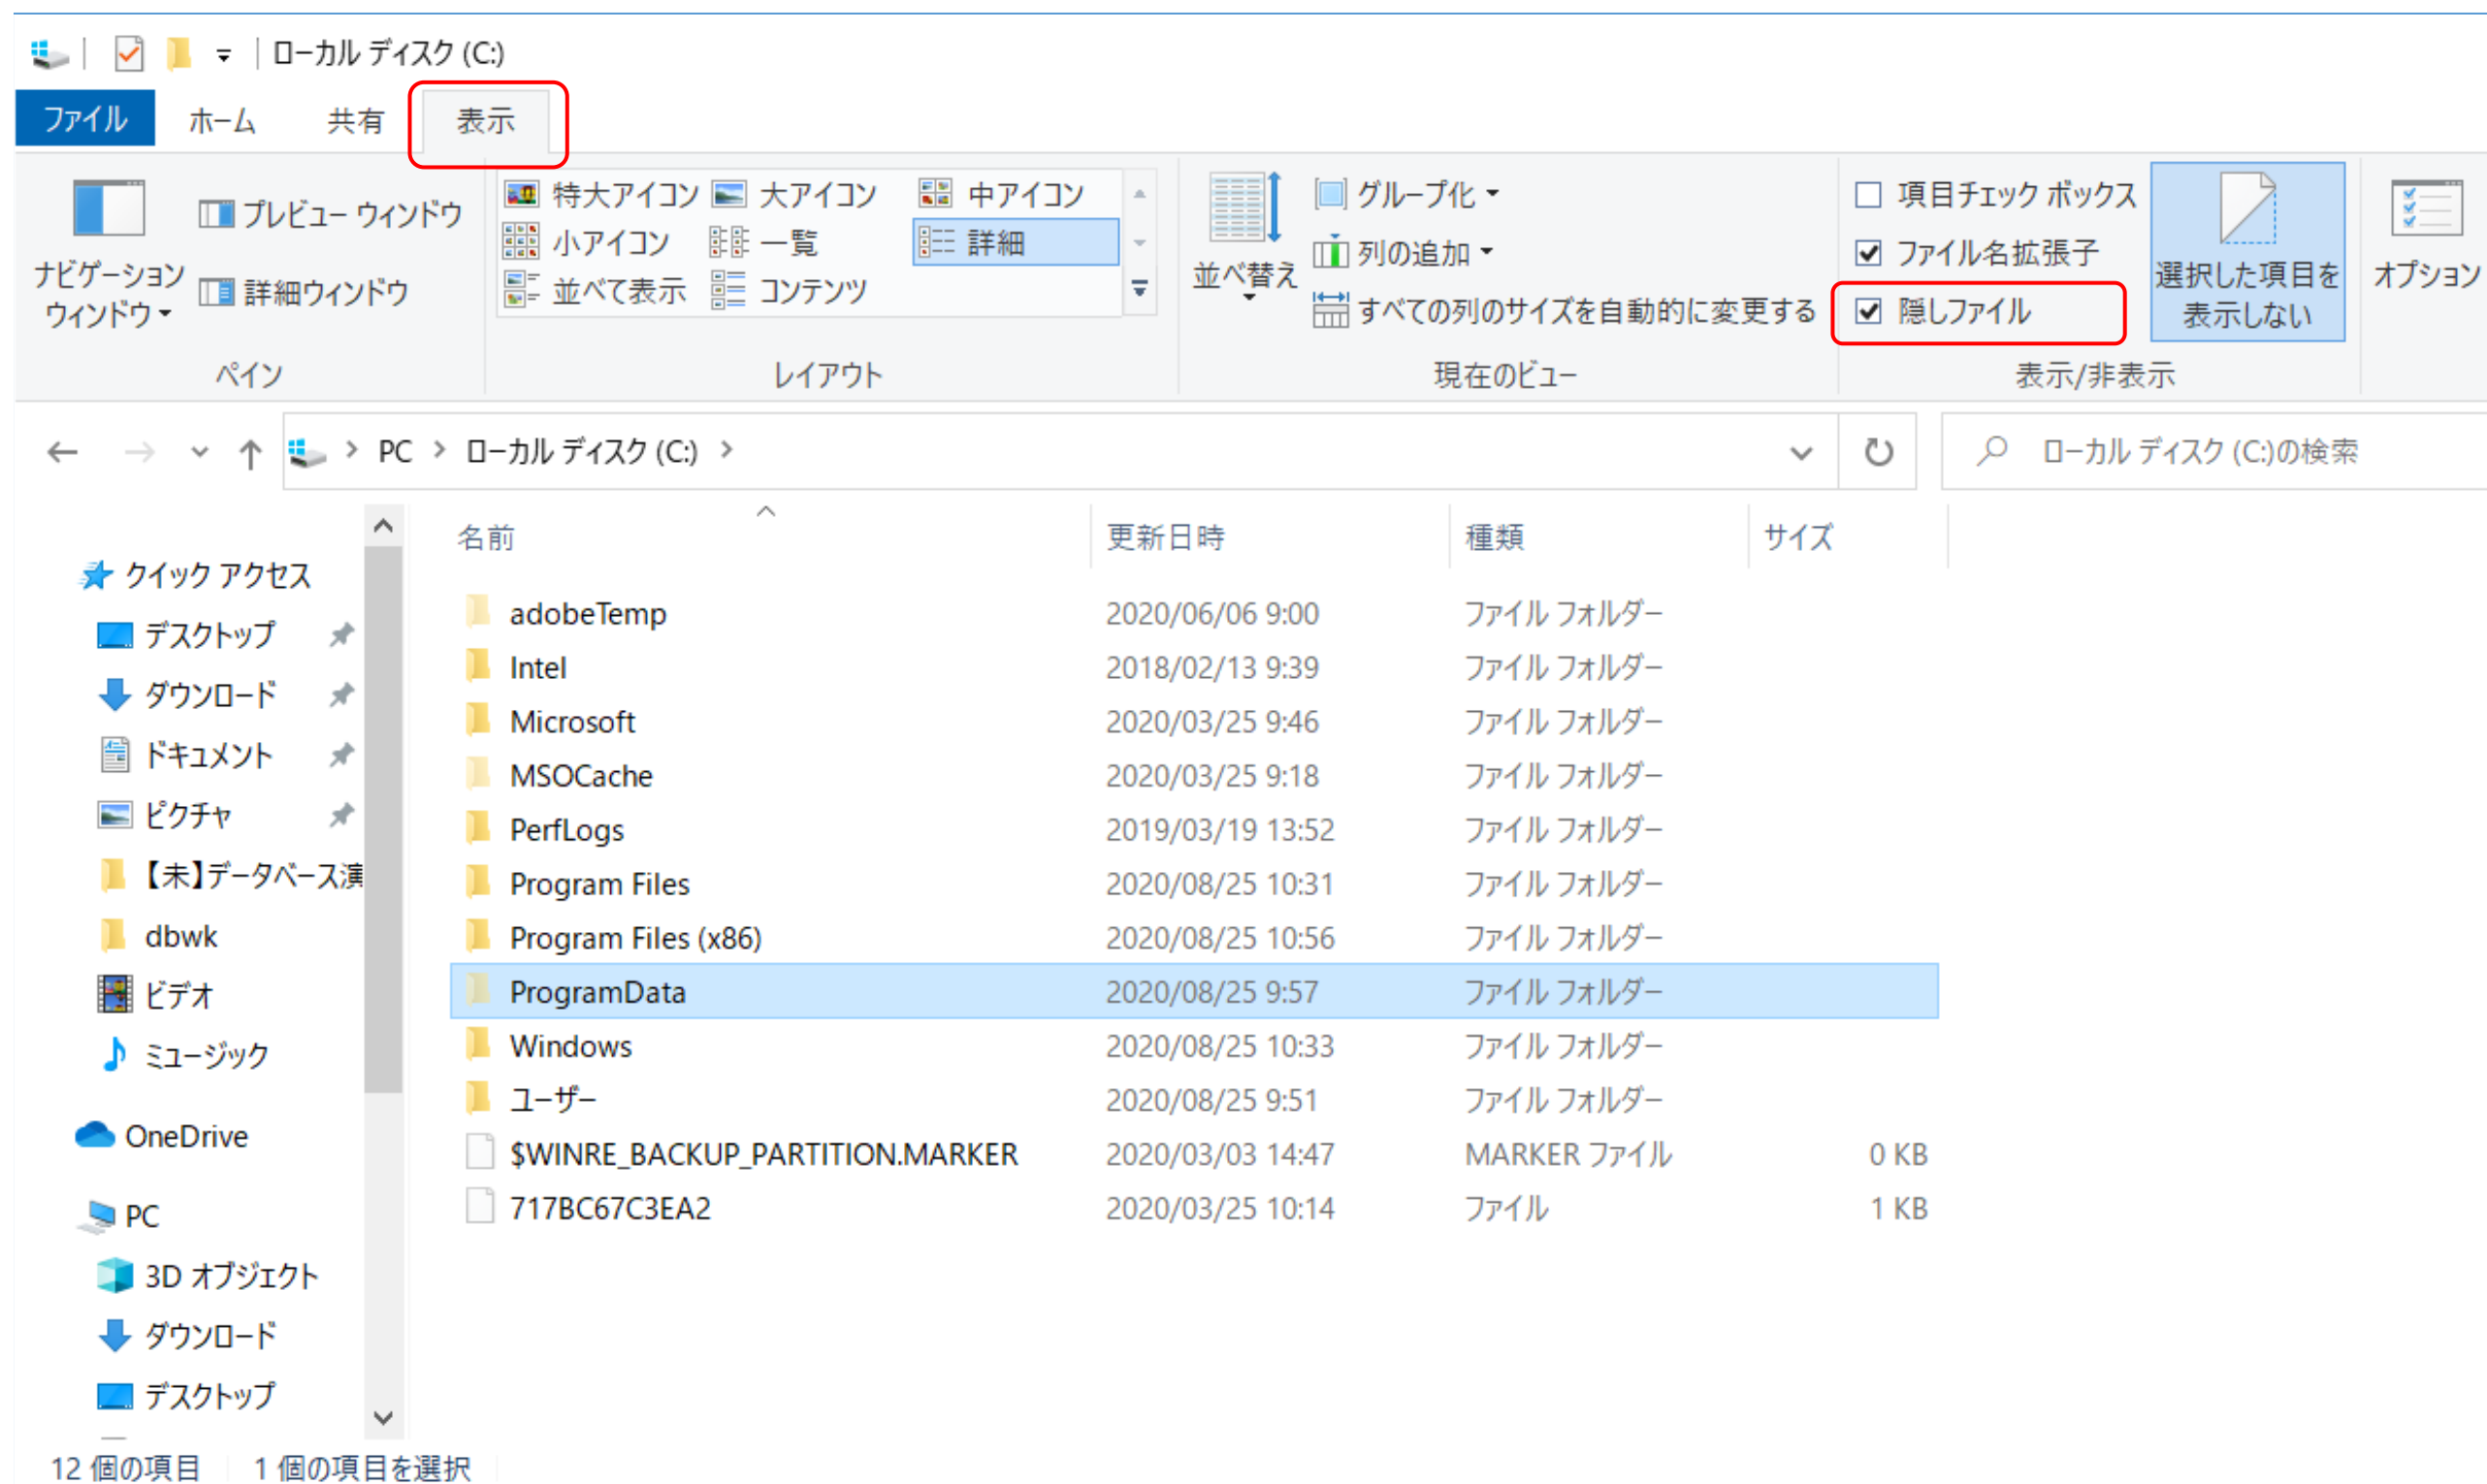 ローカル ディスク (C:)
ファイル ホーム 共有 表示
ナビゲーション ウィンドウ
プレビュー ウィンドウ
詳細ウィンドウ
ペイン
特大アイコン 大アイコン 中アイコン
小アイコン 一覧 詳細
並べて表示 コンテンツ
レイアウト
並べ替え
グループ化
列の追加
すべての列のサイズを自動的に変更する
現在のビュー
項目チェック ボックス
ファイル名拡張子
隠しファイル
選択した項目を
表示しない
表示/非表示
オプション
PC > ローカル ディスク (C:) >
ローカル ディスク (C:)の検索
クイック アクセス
デスクトップ
ダウンロード
ドキュメント
ピクチャ
【未】データベース演
dbwk
ビデオ
ミュージック
OneDrive
PC
3D オブジェクト
ダウンロード
デスクトップ
名前 更新日時 種類 サイズ
adobeTemp 2020/06/06 9:00 ファイル フォルダー
Intel 2018/02/13 9:39 ファイル フォルダー
Microsoft 2020/03/25 9:46 ファイル フォルダー
MSOCache 2020/03/25 9:18 ファイル フォルダー
PerfLogs 2019/03/19 13:52 ファイル フォルダー
Program Files 2020/08/25 10:31 ファイル フォルダー
Program Files (x86) 2020/08/25 10:56 ファイル フォルダー
ProgramData 2020/08/25 9:57 ファイル フォルダー
Windows 2020/08/25 10:33 ファイル フォルダー
ユーザー 2020/08/25 9:51 ファイル フォルダー
$WINRE_BACKUP_PARTITION.MARKER 2020/03/03 14:47 MARKER ファイル 0 KB
717BC67C3EA2 2020/03/25 10:14 ファイル 1 KB
12 個の項目 1 個の項目を選択